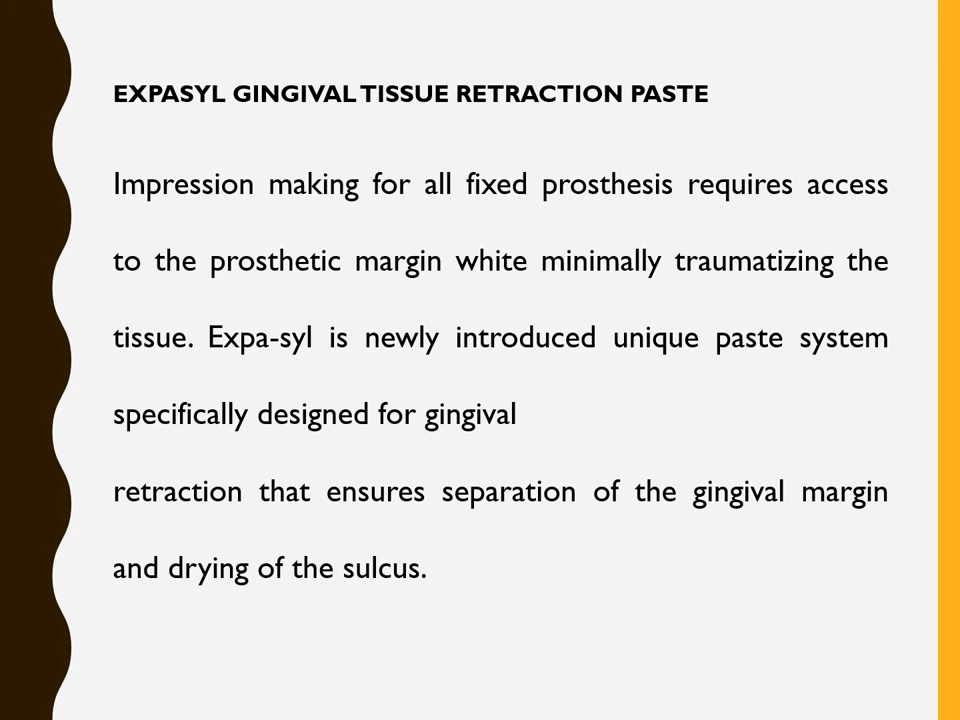 EXPASYL GINGIVAL TISSUE RETRACTION PASTE
Impression making for all fixed prosthesis requires access
to the prosthetic margin white minimally traumatizing the
tissue. Expa-syl is newly introduced unique paste system
specifically designed for gingival
retraction that ensures separation of the gingival margin
and drying of the sulcus.